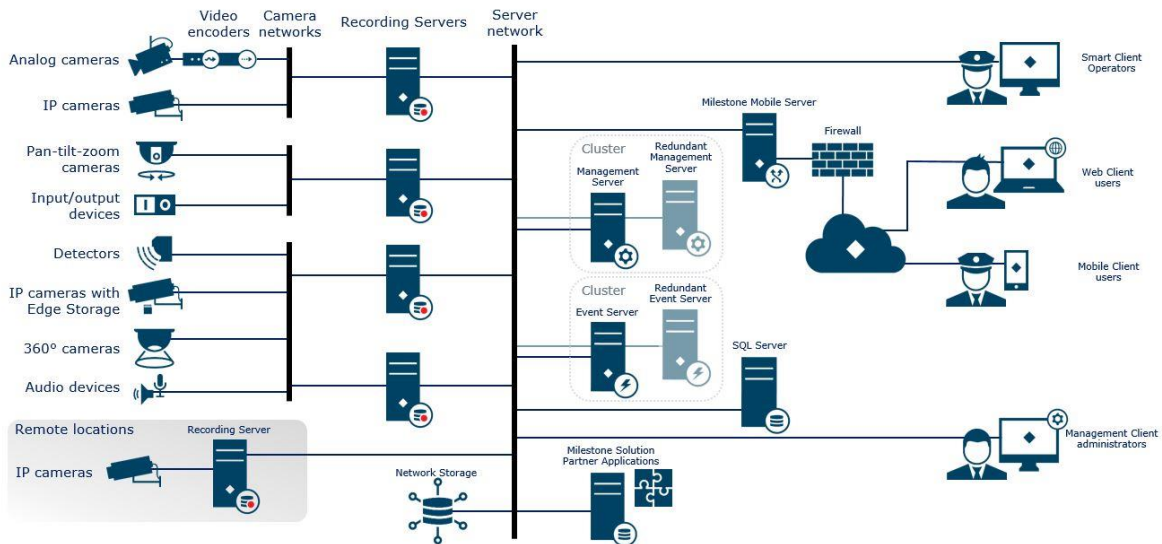 Video
encoders
Camera
networks
Recording Servers
Server
network
Analog cameras
IP cameras
Pan-tilt-zoom
cameras
Input/output
devices
Detectors
IP cameras with
Edge Storage
360° cameras
Audio devices
Remote locations
Recording Server
IP cameras
Network Storage
Smart Client
Operators
Milestone Mobile Server
Firewall
Cluster
Redundant
Management
Server
Management
Server
Web Client
users
Mobile Client
users
Cluster
Redundant
Event Server
Event Server
SQL Server
Management Client
administrators
Milestone Solution
Partner Applications